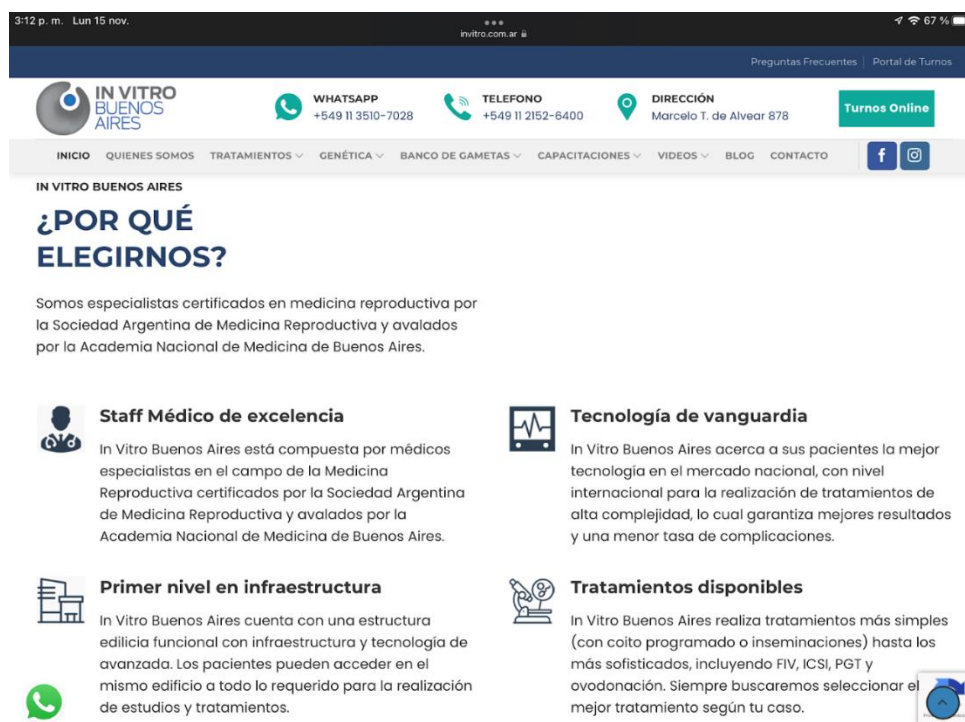 3:12 p. m. Lun 15 nov.
invitro.com.ar
67 %
Preguntas Frecuentes | Portal de Turnos
IN VITRO
BUENOS
AIRES
WHATSAPP
+549 11 3510-7028
TELEFONO
+549 11 2152-6400
DIRECCIÓN
Marcelo T. de Alvear 878
Turnos Online
INICIO QUIENES SOMOS TRATAMIENTOS GENÉTICA BANCO DE GAMETAS CAPACITACIONES VIDEOS BLOG CONTACTO
IN VITRO BUENOS AIRES
¿POR QUÉ
ELEGIRNOS?
Somos especialistas certificados en medicina reproductiva por
la Sociedad Argentina de Medicina Reproductiva y avalados
por la Academia Nacional de Medicina de Buenos Aires.
Staff Médico de excelencia
In Vitro Buenos Aires está compuesta por médicos
especialistas en el campo de la Medicina
Reproductiva certificados por la Sociedad Argentina
de Medicina Reproductiva y avalados por la
Academia Nacional de Medicina de Buenos Aires.
Tecnología de vanguardia
In Vitro Buenos Aires acerca a sus pacientes la mejor
tecnología en el mercado nacional, con nivel
internacional para la realización de tratamientos de
alta complejidad, lo cual garantiza mejores resultados
y una menor tasa de complicaciones.
Primer nivel en infraestructura
In Vitro Buenos Aires cuenta con una estructura
edilicia funcional con infraestructura y tecnología de
avanzada. Los pacientes pueden acceder en el
mismo edificio a todo lo requerido para la realización
de estudios y tratamientos.
Tratamientos disponibles
In Vitro Buenos Aires realiza tratamientos más simples
(con coito programado o inseminaciones) hasta los
más sofisticados, incluyendo FIV, ICSI, PGT y
ovodonación. Siempre buscaremos seleccionar el
mejor tratamiento según tu caso.